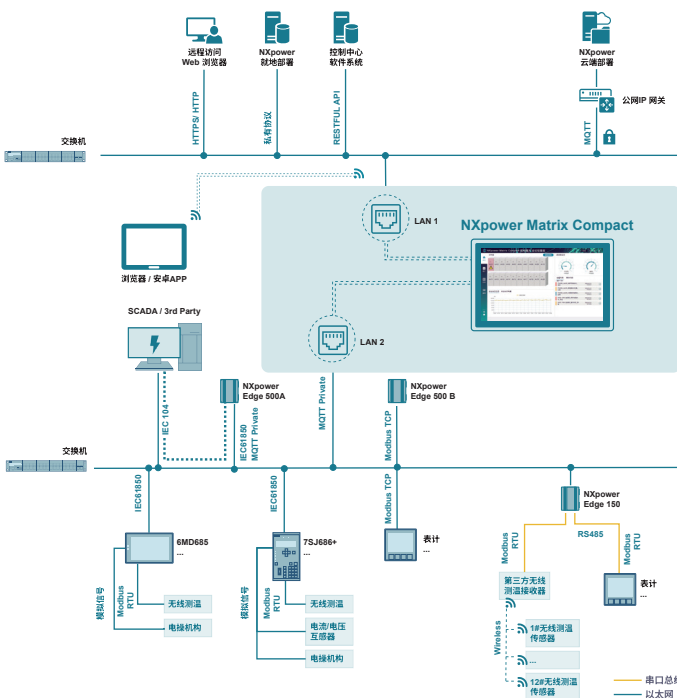 远程访问
Web 浏览器
NXpower
就地部署
控制中心
软件系统
NXpower
云端部署
公网IP 网关
HTTPS/ HTTP
私有协议
RESTFUL API
MQTT
交换机
LAN 1
NXpower Matrix Compact
浏览器 / 安卓APP
SCADA / 3rd Party
LAN 2
NXpower
Edge 500A
NXpower
Edge 500 B
IEC 104
IEC61850
MQTT Private
MQTT Private
Modbus TCP
交换机
IEC61850
IEC61850
Modbus TCP
NXpower
Edge 150
6MD685
...
7SJ686+
...
表计
...
Modbus
RTU
RS485
Modbus
RTU
模拟信号
Modbus
RTU
无线测温
电操机构
模拟信号
Modbus
RTU
无线测温
电流/电压
互感器
电操机构
第三方无线
测温接收器
表计
...
Wireless
1#无线测温
传感器
...
12#无线测温
传感器
串口总
以太网